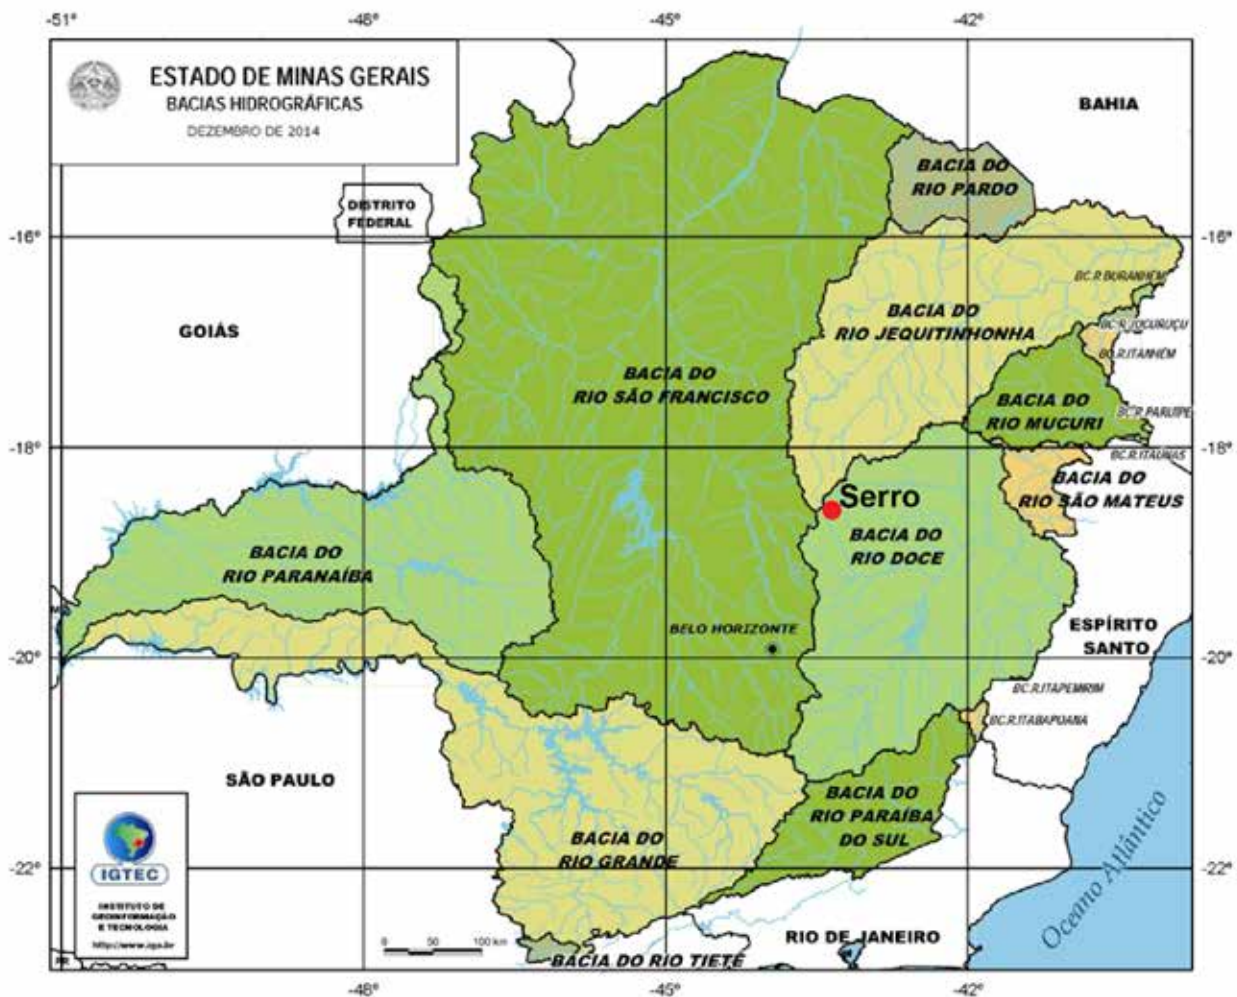 -51°
-48°
-45°
-42°
ESTADO DE MINAS GERAIS
BACIAS HIDROGRÁFICAS
DEZEMBRO DE 2014
BAHIA
BACIA DO
RIO PARDO
DISTRITO
FEDERAL
-16°
-16°
BC.R.BURANHÉM
GOIÁS
BACIA DO
RIO JEQUITINHONHA
BC.R.JUCURUÇU
BC.R.ITANHÉM
BACIA DO
RIO SÃO FRANCISCO
BACIA DO
RIO MUCURI
BC.R.PARUIPE
-18°
-18°
BC.R.ITAUNAS
BACIA DO
RIO SÃO MATEUS
Serro
BACIA DO
RIO DOCE
BACIA DO
RIO PARANAÍBA
BELO HORIZONTE
ESPÍRITO
SANTO
-20°
-20°
BC.R.ITAPEMIRIM
BC.R.ITABAPOANA
SÃO PAULO
BACIA DO
RIO PARAÍBA
DO SUL
BACIA DO
RIO GRANDE
Oceano Atlântico
IGTEC
INSTITUTO DE
GEOINFORMAÇÃO
E TECNOLOGIA
http://www.iga.br
-22°
-22°
0 50 100 km
RIO DE JANEIRO
BACIA DO RIO TIETÊ
-48°
-45°
-42°